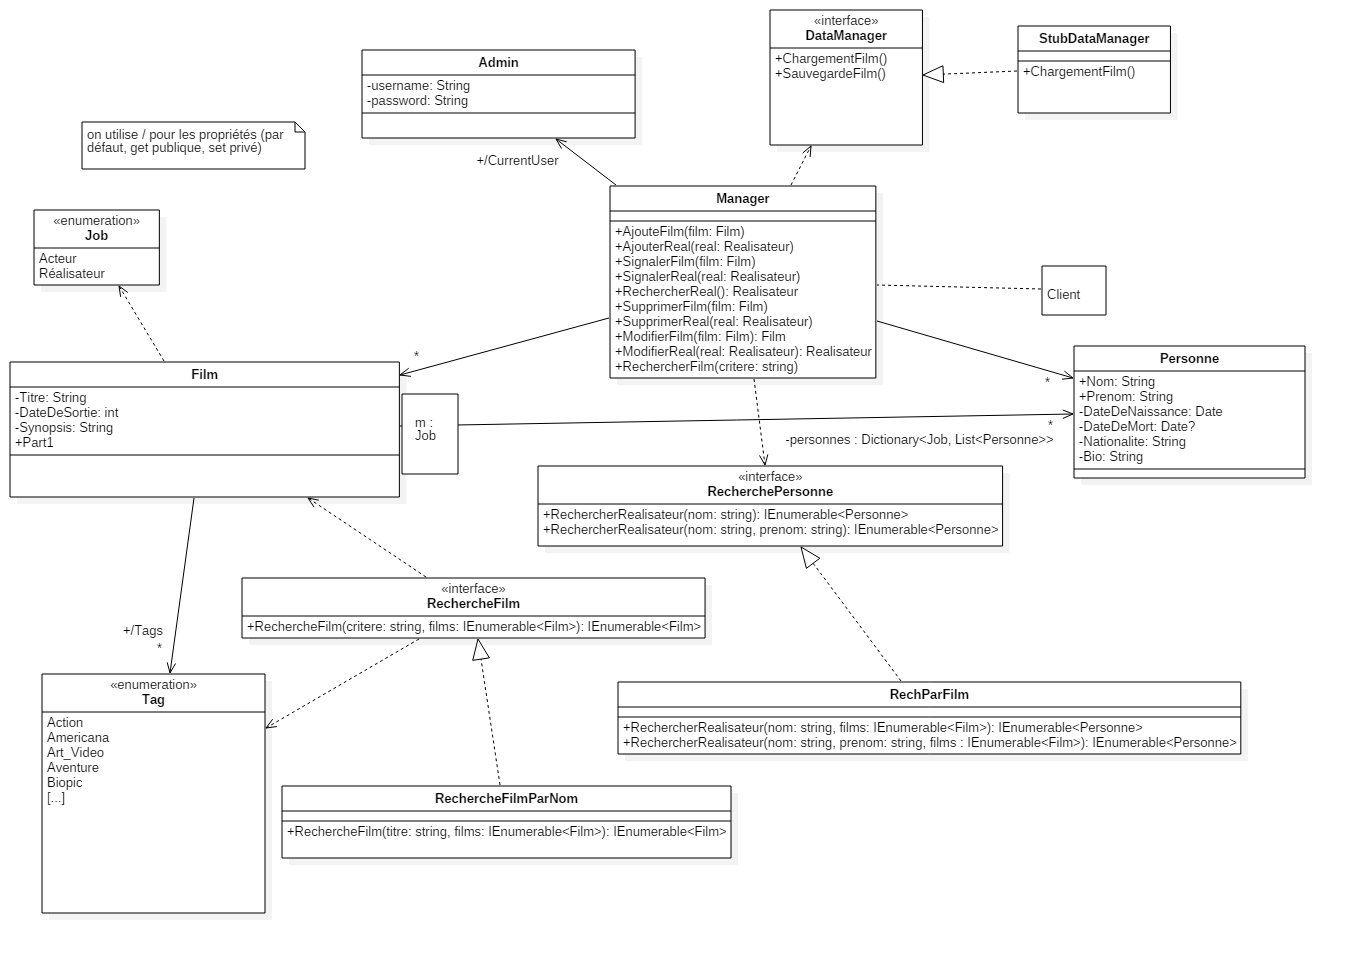 «interface»
DataManager
+ChargementFilm()
+SauvegardeFilm()
StubDataManager
+ChargementFilm()
Admin
-username: String
-password: String
on utilise / pour les propriétés (par
défaut, get publique, set privé)
+/CurrentUser
Manager
+AjouteFilm(film: Film)
+AjouterReal(real: Realisateur)
+SignalerFilm(film: Film)
+SignalerReal(real: Realisateur)
+RechercherReal(): Realisateur
+SupprimerFilm(film: Film)
+SupprimerReal(real: Realisateur)
+ModifierFilm(film: Film): Film
+ModifierReal(real: Realisateur): Realisateur
+RechercherFilm(critere: string)
«enumeration»
Job
Acteur
Réalisateur
Client
*
*
Film
-Titre: String
-DateDeSortie: int
-Synopsis: String
+Part1
m :
Job
Personne
+Nom: String
+Prenom: String
-DateDeNaissance: Date
-DateDeMort: Date?
-Nationalite: String
-Bio: String
*
-personnes : Dictionary<Job, List<Personne>>
«interface»
RecherchePersonne
+RechercherRealisateur(nom: string): IEnumerable<Personne>
+RechercherRealisateur(nom: string, prenom: string): IEnumerable<Personne>
«interface»
RechercheFilm
+RechercheFilm(critere: string, films: IEnumerable<Film>): IEnumerable<Film>
+/Tags
*
«enumeration»
Tag
Action
Americana
Art_Video
Aventure
Biopic
[...]
RechParFilm
+RechercherRealisateur(nom: string, films: IEnumerable<Film>): IEnumerable<Personne>
+RechercherRealisateur(nom: string, prenom: string, films : IEnumerable<Film>): IEnumerable<Personne>
RechercheFilmParNom
+RechercheFilm(titre: string, films: IEnumerable<Film>): IEnumerable<Film>